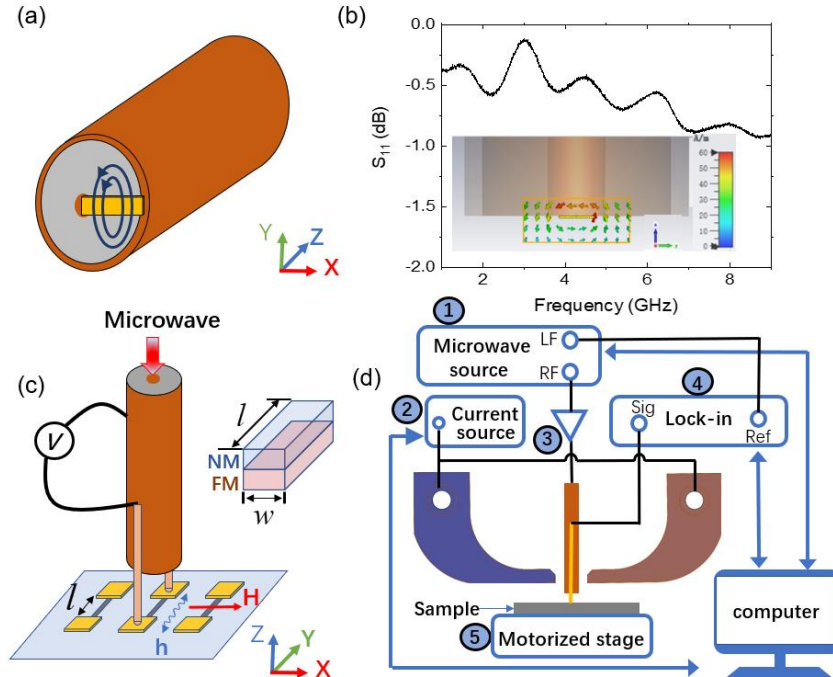 (a)
Y
Z
X
(b)
0.0
-0.5
-1.0
-1.5
-2.0
S11 (dB)
A/m
60
50
40
30
20
10
0
2
4
6
8
Frequency (GHz)
Microwave
(c)
V
l
NM
FM
w
l
H
h
Z
Y
X
(d)
1
Microwave
source
LF
RF
2
Current
source
3
4
Sig
Lock-in
Ref
Sample
5
Motorized stage
computer